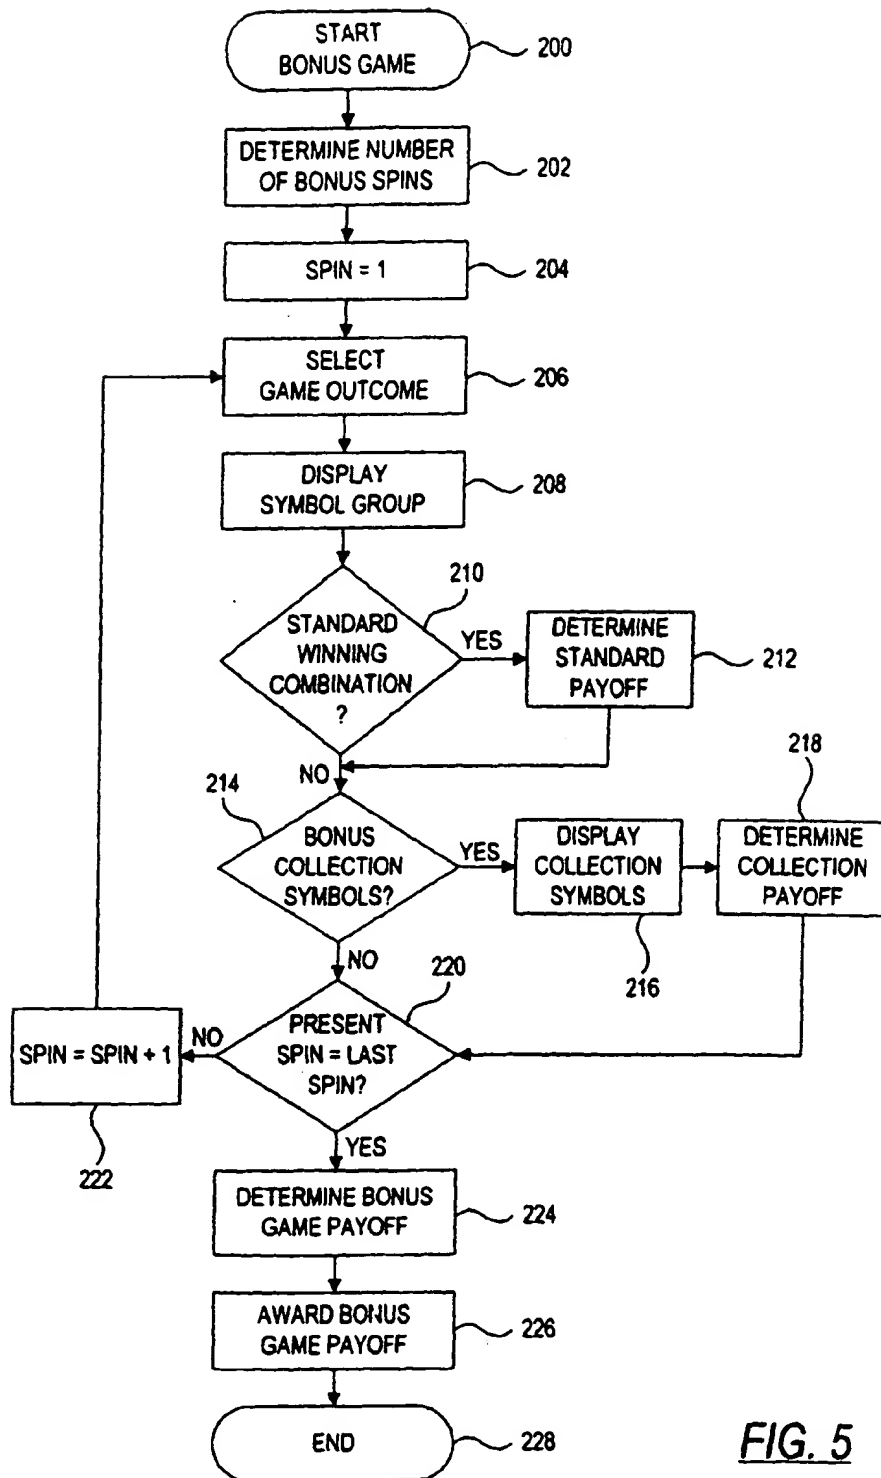 START
BONUS GAME
200
DETERMINE NUMBER
OF BONUS SPINS
202
SPIN = 1
204
SELECT
GAME OUTCOME
206
DISPLAY
SYMBOL GROUP
208
210
STANDARD
WINNING
COMBINATION
?
YES
DETERMINE
STANDARD
PAYOFF
212
NO
214
BONUS
COLLECTION
SYMBOLS?
YES
DISPLAY
COLLECTION
SYMBOLS
216
218
DETERMINE
COLLECTION
PAYOFF
NO
220
PRESENT
SPIN = LAST
SPIN?
NO
SPIN = SPIN + 1
222
YES
DETERMINE BONUS
GAME PAYOFF
224
AWARD BONUS
GAME PAYOFF
226
END
228
FIG. 5